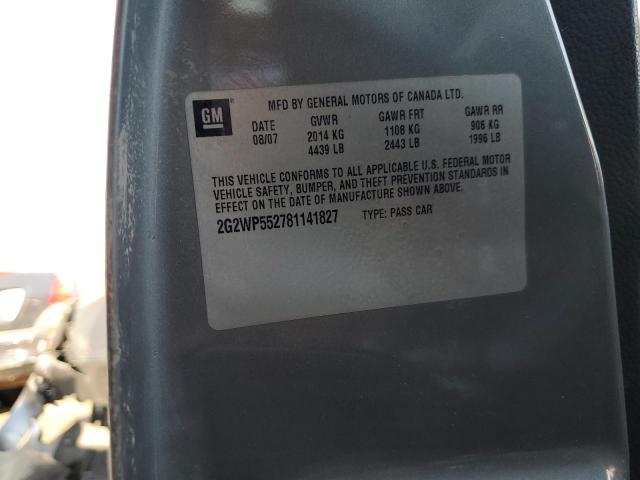 GM
MFD BY GENERAL MOTORS OF CANADA LTD.
DATE GVWR GAWR FRT GAWR RR
08/07 2014 KG 1108 KG 906 KG
4439 LB 2443 LB 1996 LB
THIS VEHICLE CONFORMS TO ALL APPLICABLE U.S. FEDERAL MOTOR
VEHICLE SAFETY, BUMPER, AND THEFT PREVENTION STANDARDS IN
EFFECT ON THE DATE OF MANUFACTURE SHOWN ABOVE.
2G2WP552781141827 TYPE: PASS CAR